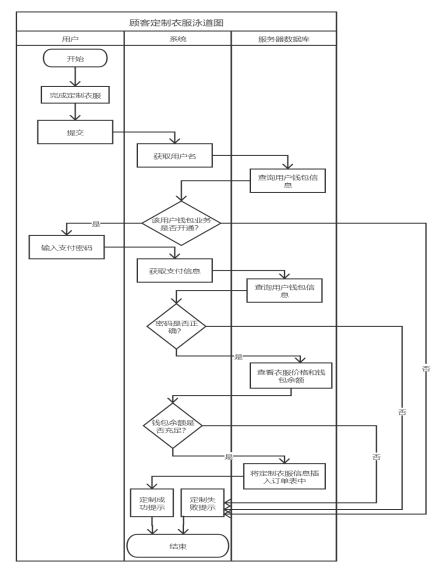 顾客定制衣服泳道图
用户
系统
服务器数据库
开始
完成定制衣服
提交
获取用户名
查询用户钱包信
息
该用户钱包业务
是否开通?
是
输入支付密码
获取支付信息
查询用户钱包信
息
密码是否正
确?
是
查看衣服价格和钱
包余额
否
否
钱包余额是
否充足?
是
否
将定制衣服信息插
入订单表中
定制成
功提示
定制失
败提示
结束